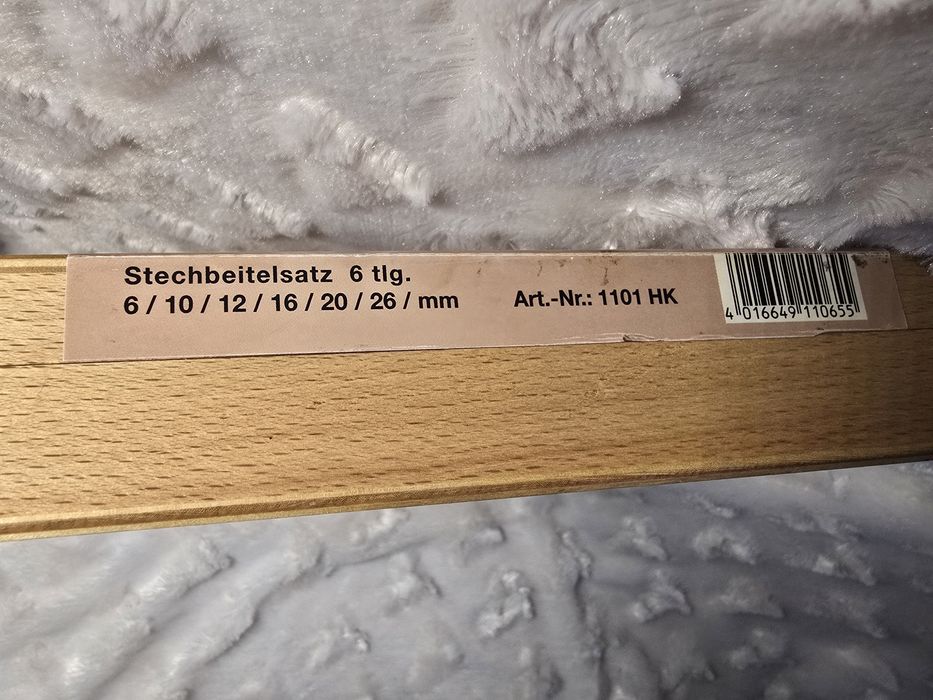 Stechbeitelsatz 6 tlg.
6 / 10 / 12 / 16 / 20 / 26 / mm
Art.-Nr.: 1101 HK
4 016649 110655